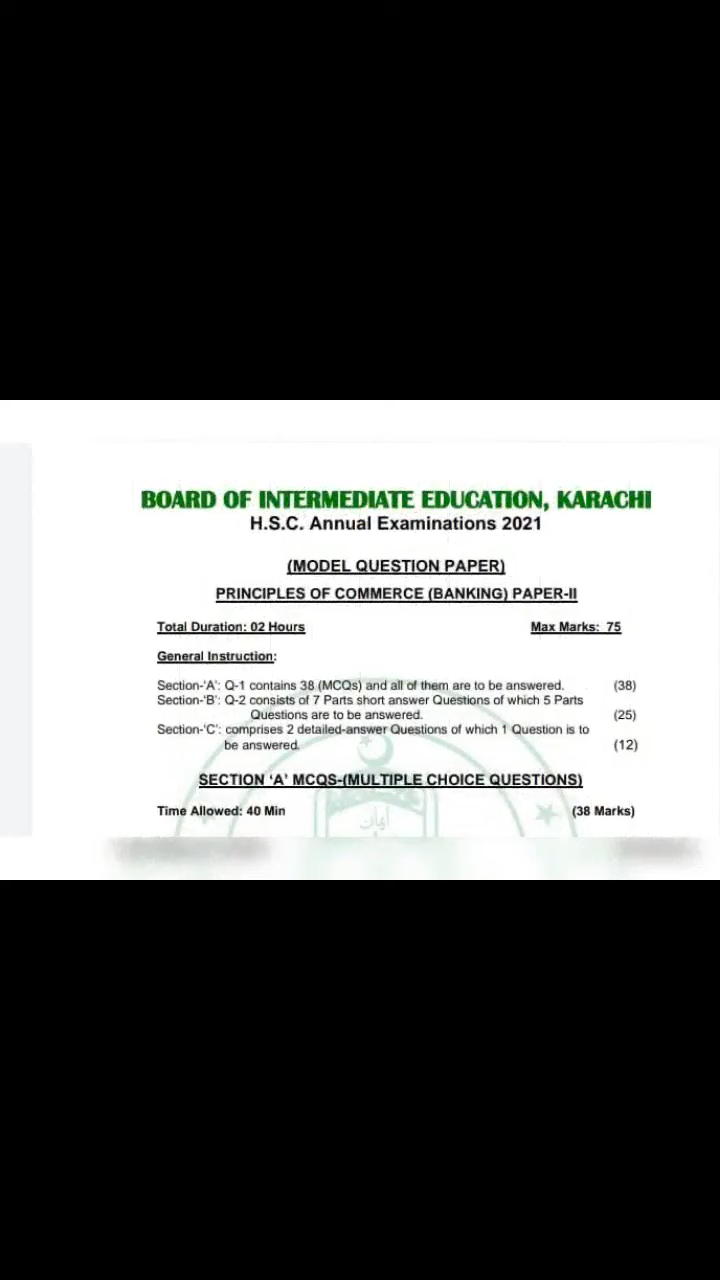 BOARD OF INTERMEDIATE EDUCATION, KARACHI
H.S.C. Annual Examinations 2021
(MODEL QUESTION PAPER)
PRINCIPLES OF COMMERCE (BANKING) PAPER-II
Total Duration: 02 Hours Max Marks: 75
General Instruction:
Section-'A': Q-1 contains 38 (MCQs) and all of them are to be answered. (38)
Section-'B': Q-2 consists of 7 Parts short answer Questions of which 5 Parts
Questions are to be answered. (25)
Section-'C': comprises 2 detailed-answer Questions of which 1 Question is to
be answered. (12)
SECTION 'A' MCQS-(MULTIPLE CHOICE QUESTIONS)
Time Allowed: 40 Min (38 Marks)
ایمان